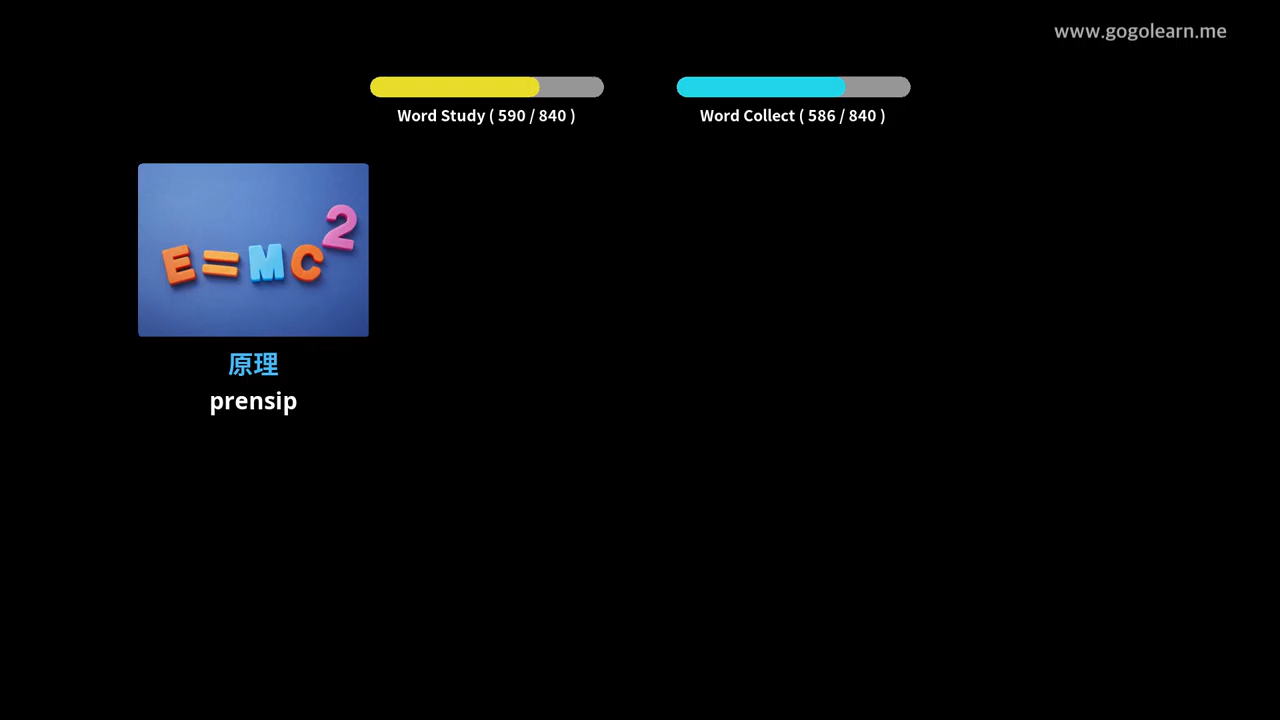 www.gogolearn.me
Word Study ( 590 / 840 )
Word Collect ( 586 / 840 )
E=MC²
原理
prensip